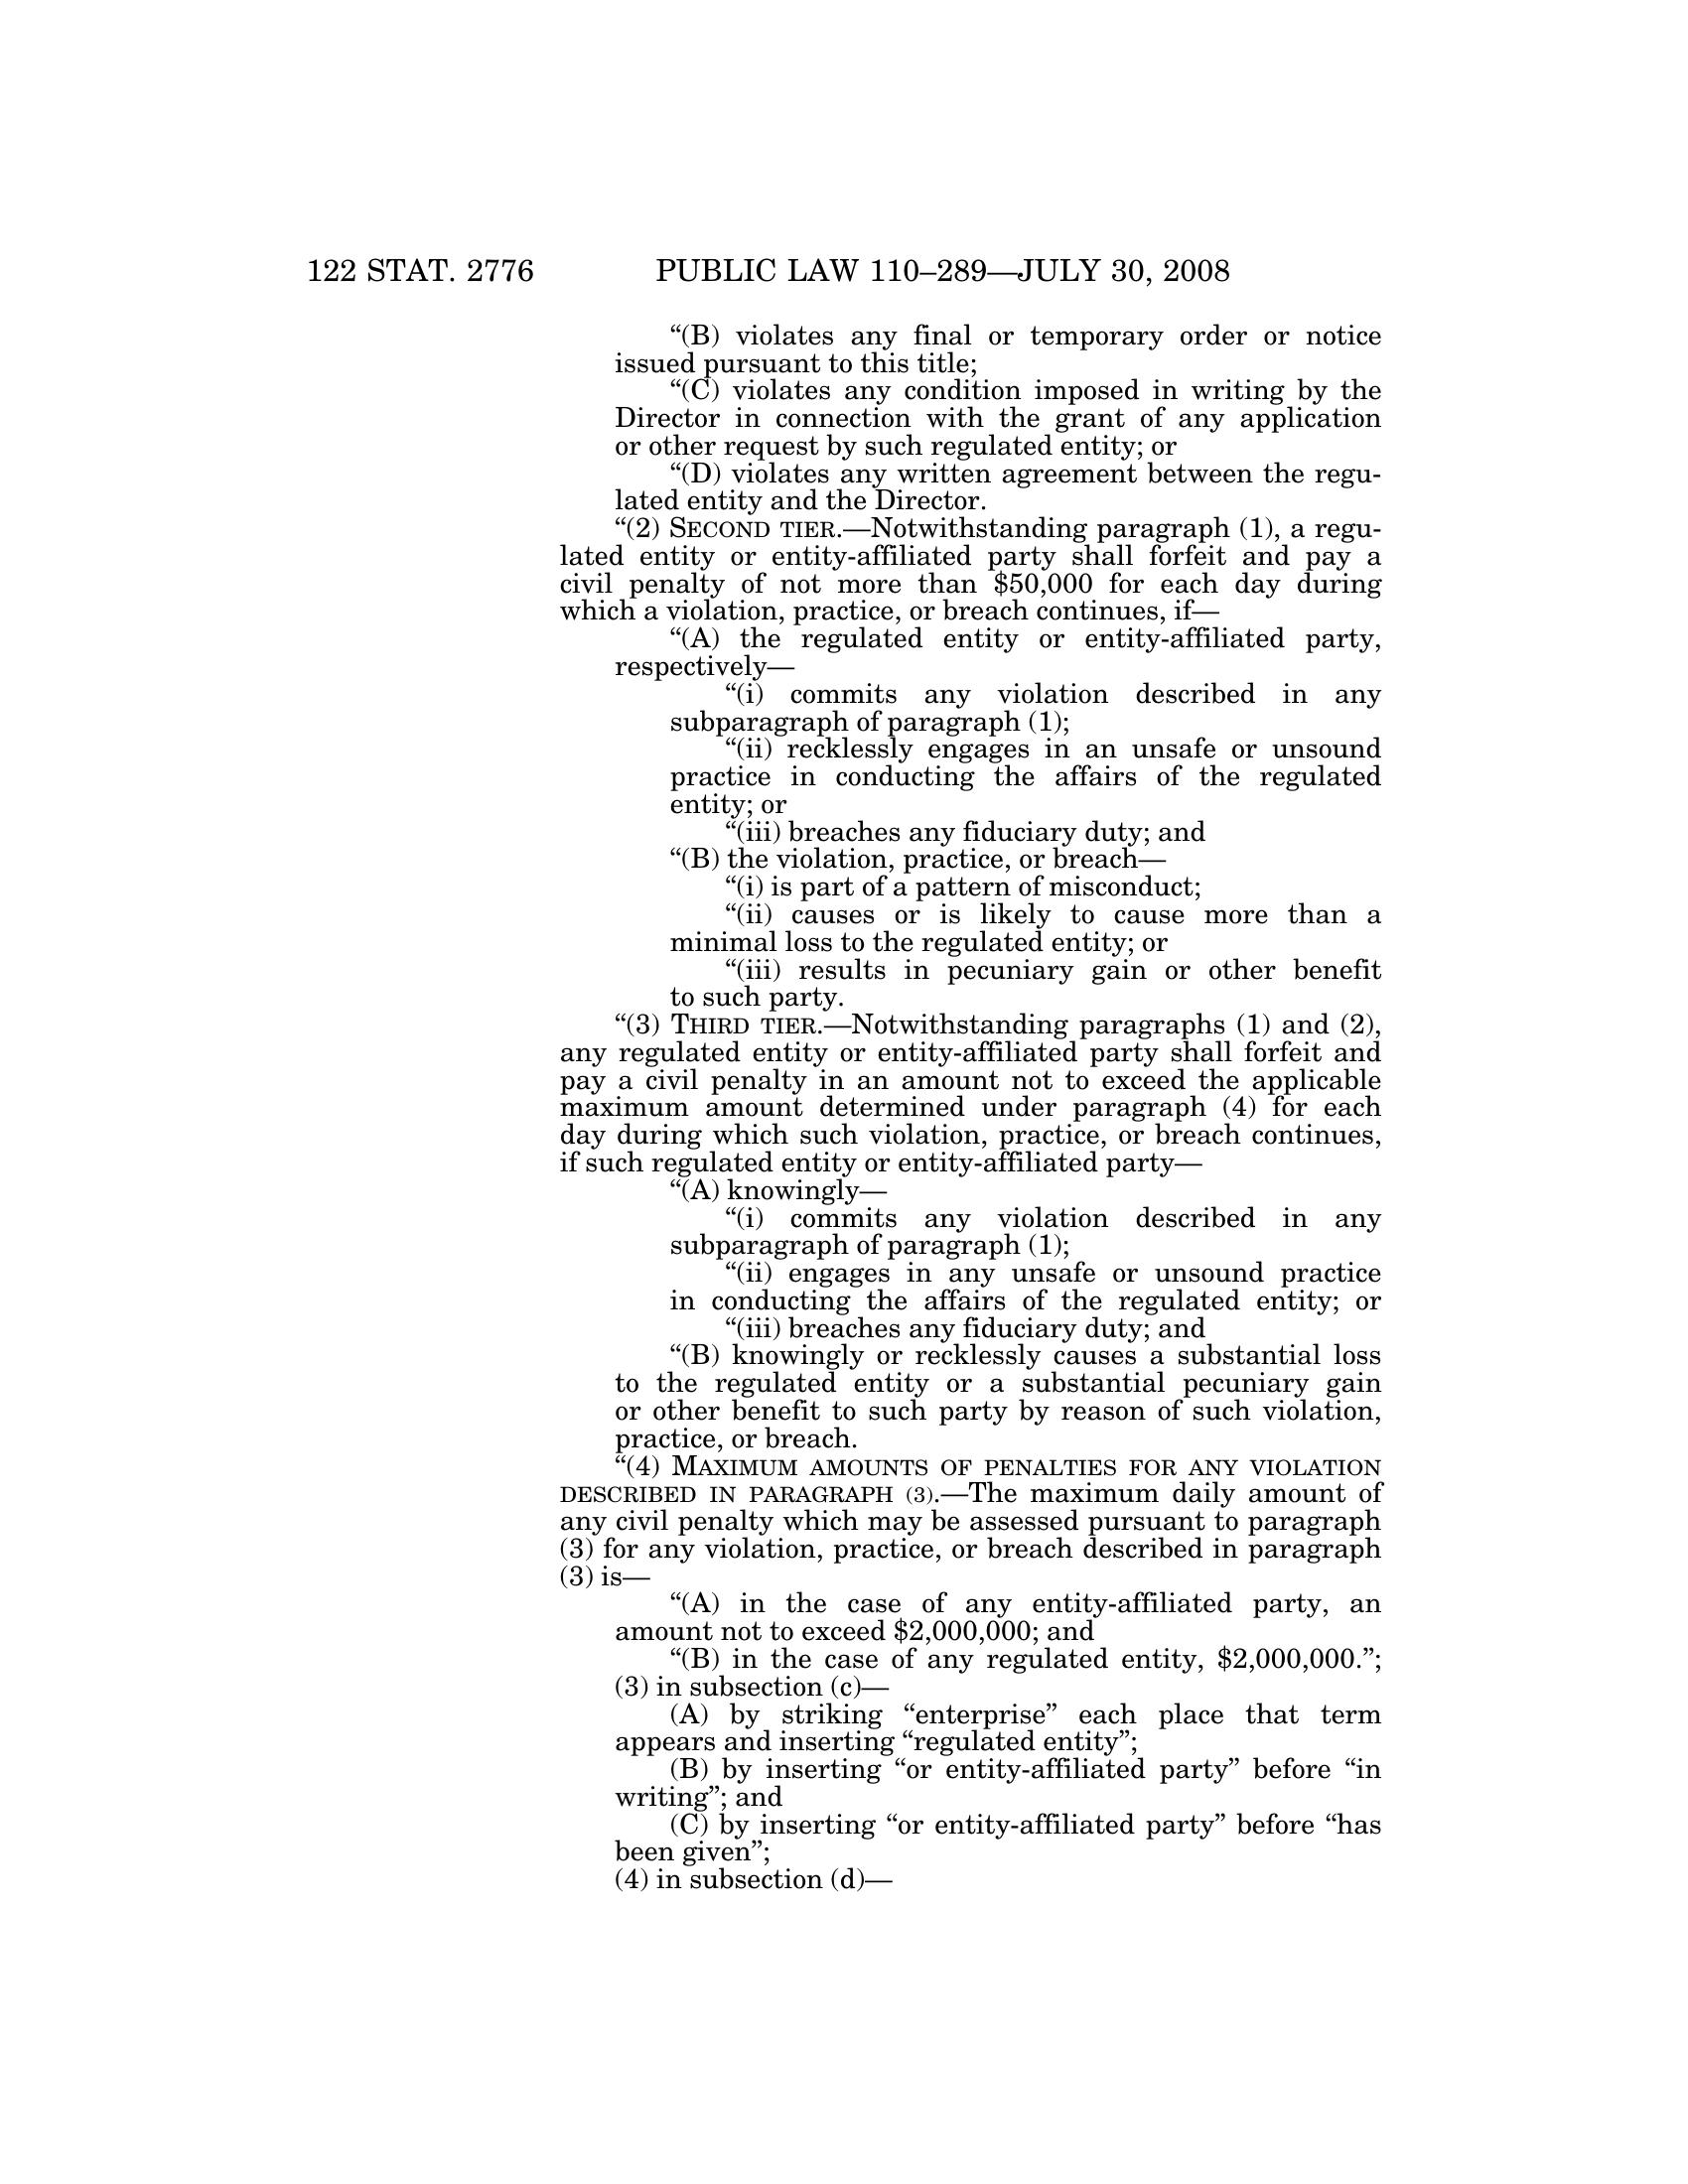 122 STAT. 2776 PUBLIC LAW 110–289—JULY 30, 2008
“(B) violates any final or temporary order or notice
issued pursuant to this title;
“(C) violates any condition imposed in writing by the
Director in connection with the grant of any application
or other request by such regulated entity; or
“(D) violates any written agreement between the regu-
lated entity and the Director.
“(2) SECOND TIER.—Notwithstanding paragraph (1), a regu-
lated entity or entity-affiliated party shall forfeit and pay a
civil penalty of not more than $50,000 for each day during
which a violation, practice, or breach continues, if—
“(A) the regulated entity or entity-affiliated party,
respectively—
“(i) commits any violation described in any
subparagraph of paragraph (1);
“(ii) recklessly engages in an unsafe or unsound
practice in conducting the affairs of the regulated
entity; or
“(iii) breaches any fiduciary duty; and
“(B) the violation, practice, or breach—
“(i) is part of a pattern of misconduct;
“(ii) causes or is likely to cause more than a
minimal loss to the regulated entity; or
“(iii) results in pecuniary gain or other benefit
to such party.
“(3) THIRD TIER.—Notwithstanding paragraphs (1) and (2),
any regulated entity or entity-affiliated party shall forfeit and
pay a civil penalty in an amount not to exceed the applicable
maximum amount determined under paragraph (4) for each
day during which such violation, practice, or breach continues,
if such regulated entity or entity-affiliated party—
“(A) knowingly—
“(i) commits any violation described in any
subparagraph of paragraph (1);
“(ii) engages in any unsafe or unsound practice
in conducting the affairs of the regulated entity; or
“(iii) breaches any fiduciary duty; and
“(B) knowingly or recklessly causes a substantial loss
to the regulated entity or a substantial pecuniary gain
or other benefit to such party by reason of such violation,
practice, or breach.
“(4) MAXIMUM AMOUNTS OF PENALTIES FOR ANY VIOLATION
DESCRIBED IN PARAGRAPH (3).—The maximum daily amount of
any civil penalty which may be assessed pursuant to paragraph
(3) for any violation, practice, or breach described in paragraph
(3) is—
“(A) in the case of any entity-affiliated party, an
amount not to exceed $2,000,000; and
“(B) in the case of any regulated entity, $2,000,000.”;
(3) in subsection (c)—
(A) by striking “enterprise” each place that term
appears and inserting “regulated entity”;
(B) by inserting “or entity-affiliated party” before “in
writing”; and
(C) by inserting “or entity-affiliated party” before “has
been given”;
(4) in subsection (d)—